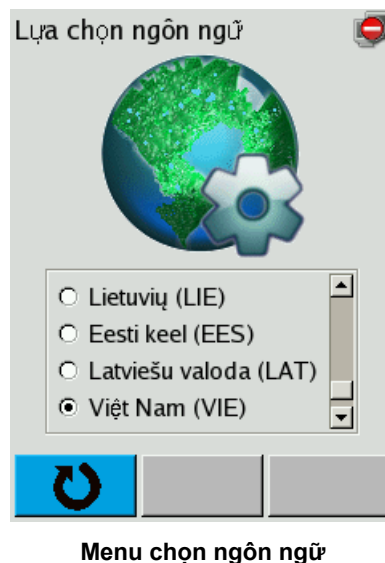 Lựa chọn ngôn ngữ
Lietuvių (LIE)
Eesti keel (EES)
Latviešu valoda (LAT)
Việt Nam (VIE)
Menu chọn ngôn ngữ